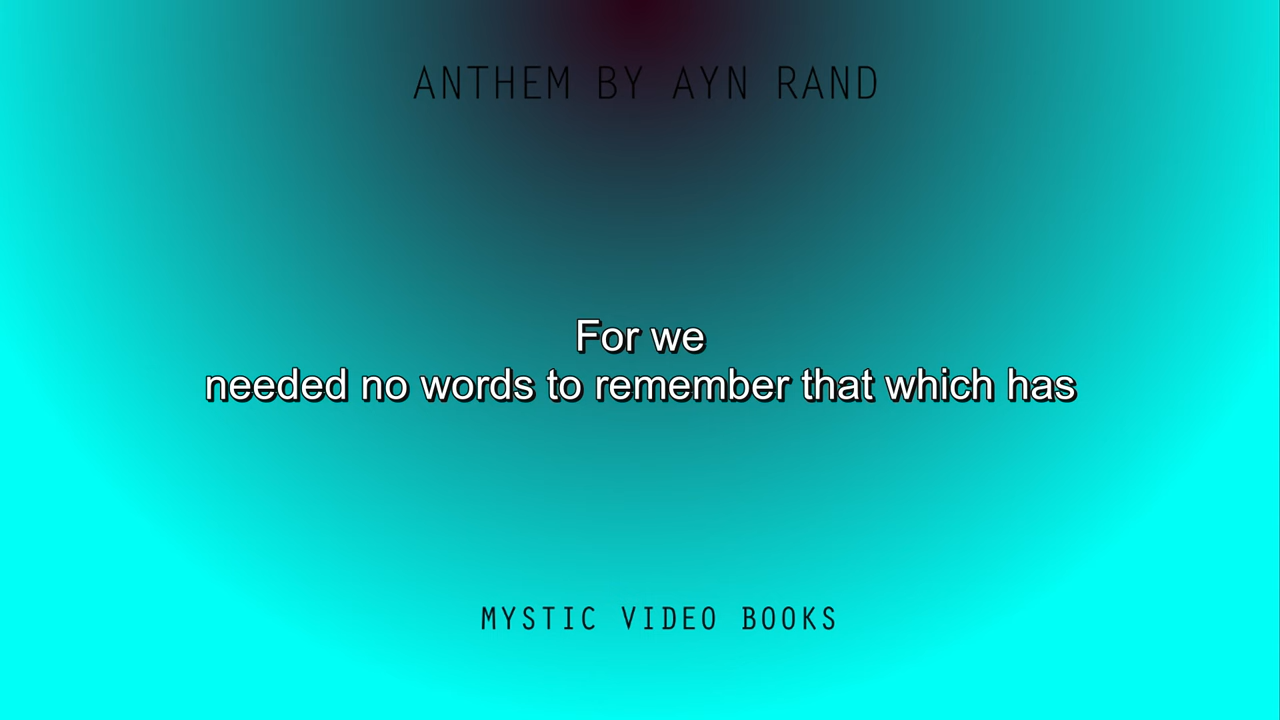 ANTHEM BY AYN RAND
For we
needed no words to remember that which has
MYSTIC VIDEO BOOKS